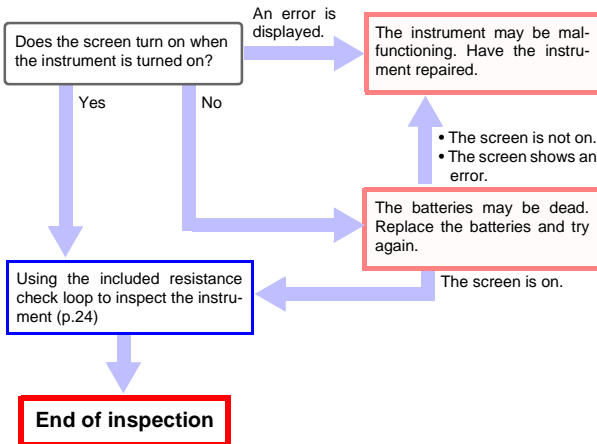 An error is
displayed.
Does the screen turn on when
the instrument is turned on?
The instrument may be mal-
functioning. Have the instru-
ment repaired.
Yes
No
• The screen is not on.
• The screen shows an
error.
The batteries may be dead.
Replace the batteries and try
again.
Using the included resistance
check loop to inspect the instru-
ment (p.24)
The screen is on.
End of inspection